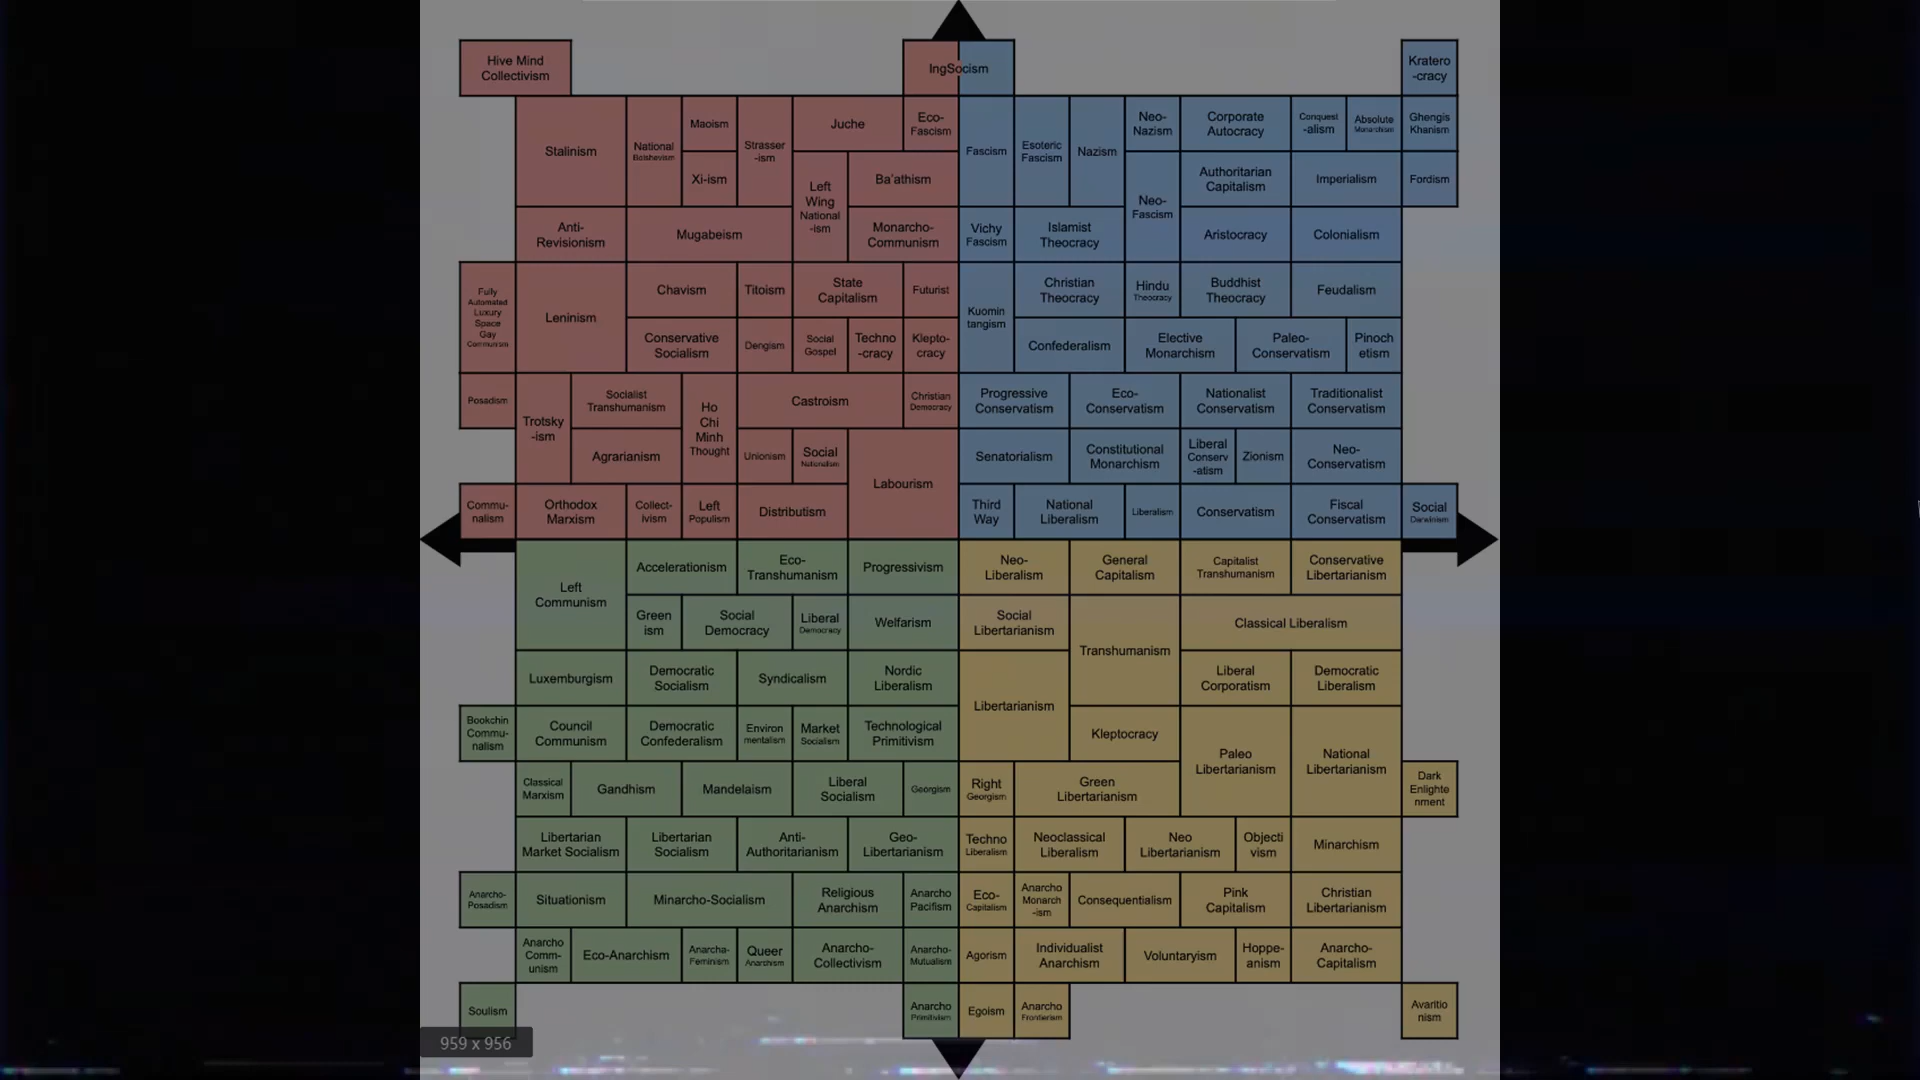 Hive Mind
Collectivism
IngSocism
Kratero
-cracy
Stalinism
National
Bolshevism
Maoism
Strasser
-ism
Juche
Eco-
Fascism
Fascism
Esoteric
Fascism
Nazism
Neo-
Nazism
Corporate
Autocracy
Conquest
-alism
Absolute
Monarchism
Ghengis
Khanism
Xi-ism
Left
Wing
National
-ism
Ba'athism
Neo-
Fascism
Authoritarian
Capitalism
Imperialism
Fordism
Anti-
Revisionism
Mugabeism
Monarcho-
Communism
Vichy
Fascism
Islamist
Theocracy
Aristocracy
Colonialism
Fully
Automated
Luxury
Space
Gay
Communism
Leninism
Chavism
Titoism
State
Capitalism
Futurist
Kuomin
tangism
Christian
Theocracy
Hindu
Theocracy
Buddhist
Theocracy
Feudalism
Conservative
Socialism
Dengism
Social
Gospel
Techno
-cracy
Klepto-
cracy
Confederalism
Elective
Monarchism
Paleo-
Conservatism
Pinoch
etism
Posadism
Trotsky
-ism
Socialist
Transhumanism
Ho
Chi
Minh
Thought
Castroism
Christian
Democracy
Progressive
Conservatism
Eco-
Conservatism
Nationalist
Conservatism
Traditionalist
Conservatism
Agrarianism
Unionism
Social
Nationalism
Labourism
Senatorialism
Constitutional
Monarchism
Liberal
Conserv
-atism
Zionism
Neo-
Conservatism
Commu-
nalism
Orthodox
Marxism
Collect-
ivism
Left
Populism
Distributism
Third
Way
National
Liberalism
Liberalism
Conservatism
Fiscal
Conservatism
Social
Darwinism
Left
Communism
Accelerationism
Eco-
Transhumanism
Progressivism
Neo-
Liberalism
General
Capitalism
Capitalist
Transhumanism
Conservative
Libertarianism
Green
ism
Social
Democracy
Liberal
Democracy
Welfarism
Social
Libertarianism
Transhumanism
Classical Liberalism
Luxemburgism
Democratic
Socialism
Syndicalism
Nordic
Liberalism
Libertarianism
Liberal
Corporatism
Democratic
Liberalism
Bookchin
Commu-
nalism
Council
Communism
Democratic
Confederalism
Environ
mentalism
Market
Socialism
Technological
Primitivism
Kleptocracy
Paleo
Libertarianism
National
Libertarianism
Classical
Marxism
Gandhism
Mandelaism
Liberal
Socialism
Georgism
Right
Georgism
Green
Libertarianism
Dark
Enlighte
nment
Libertarian
Market Socialism
Libertarian
Socialism
Anti-
Authoritarianism
Geo-
Libertarianism
Techno
Liberalism
Neoclassical
Liberalism
Neo
Libertarianism
Objecti
vism
Minarchism
Anarcho-
Posadism
Situationism
Minarcho-Socialism
Religious
Anarchism
Anarcho
Pacifism
Eco-
Capitalism
Anarcho
Monarch
-ism
Consequentialism
Pink
Capitalism
Christian
Libertarianism
Anarcho
Comm-
unism
Eco-Anarchism
Anarcha-
Feminism
Queer
Anarchism
Anarcho-
Collectivism
Anarcho-
Mutualism
Agorism
Individualist
Anarchism
Voluntaryism
Hoppe-
anism
Anarcho-
Capitalism
Soulism
Anarcho
Primitivism
Egoism
Anarcho
Frontierism
Avaritio
nism
959 x 956